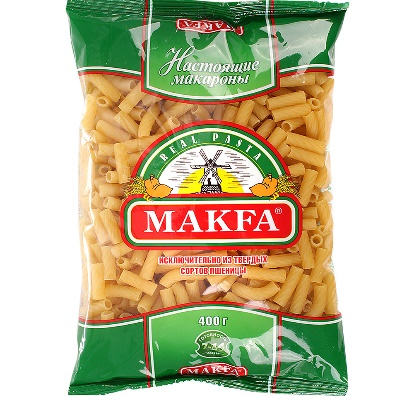 MAKFA
Настоящие
макароны
REAL PASTA
MAKFA®
ИСКЛЮЧИТЕЛЬНО ИЗ ТВЕРДЫХ
СОРТОВ ПШЕНИЦЫ
400 г